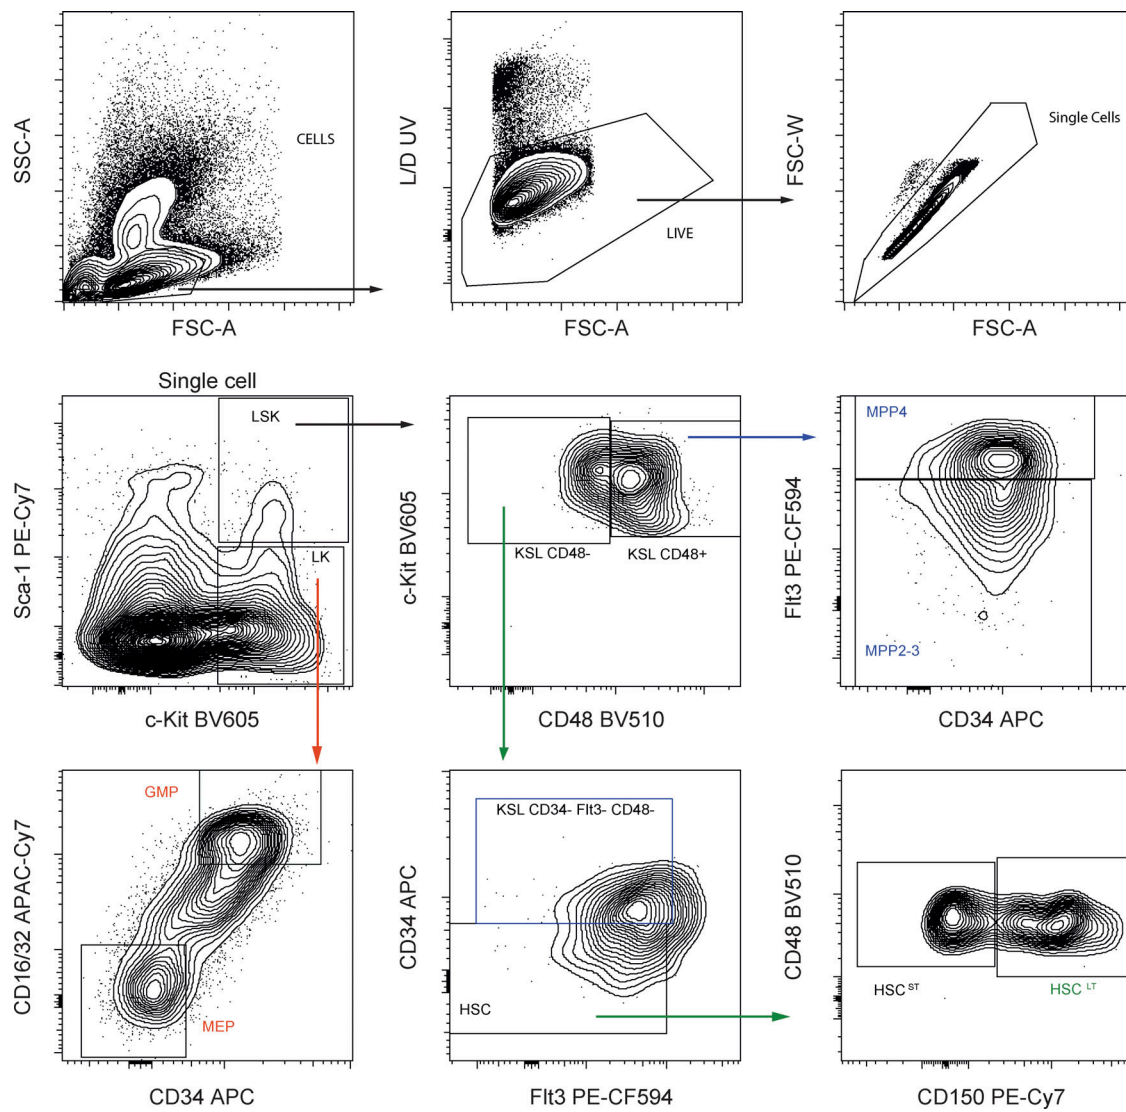 SSC-A
CELLS
FSC-A
L/D UV
LIVE
FSC-A
FSC-W
Single Cells
FSC-A
Single cell
Sca-1 PE-Cy7
LSK
LK
c-Kit BV605
c-Kit BV605
KSL CD48-
KSL CD48+
CD48 BV510
Flt3 PE-CF594
MPP4
MPP2-3
CD34 APC
CD16/32 APAC-Cy7
GMP
MEP
CD34 APC
CD34 APC
KSL CD34- Flt3- CD48-
HSC
Flt3 PE-CF594
CD48 BV510
HSC ST
HSC LT
CD150 PE-Cy7